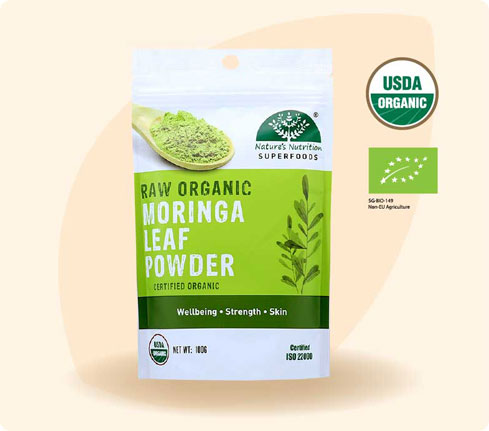 USDA
ORGANIC
SG-BIO-149
Non-EU Agriculture
Nature's Nutrition
®
SUPERFOODS
RAW ORGANIC
MORINGA
LEAF
POWDER
CERTIFIED ORGANIC
Wellbeing • Strength • Skin
USDA
ORGANIC
NET WT: 100G
Certified
ISO 22000